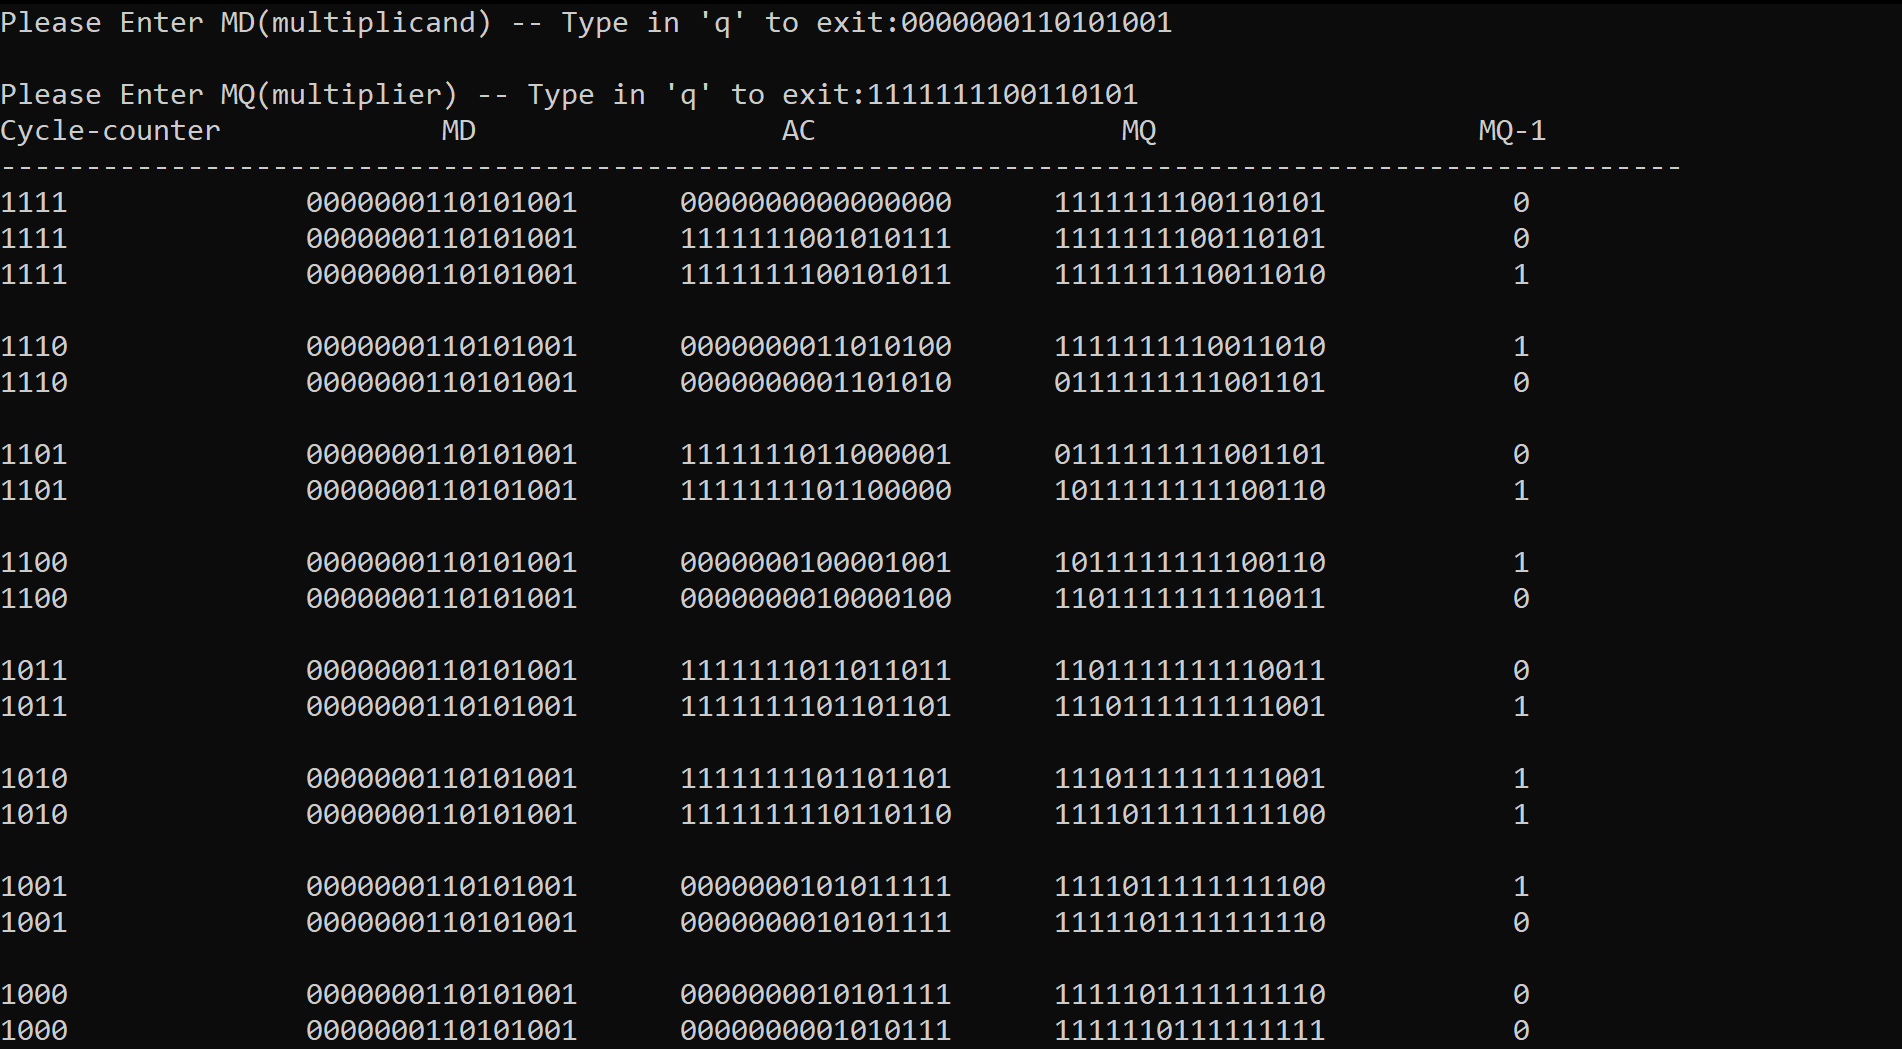 Please Enter MD(multiplicand) -- Type in 'q' to exit:0000000110101001
Please Enter MQ(multiplier) -- Type in 'q' to exit:1111111100110101
Cycle-counter             MD                  AC                  MQ                   MQ-1
---------------------------------------------------------------------------------------------------
1111              0000000110101001      0000000000000000      1111111100110101           0
1111              0000000110101001      1111111001010111      1111111100110101           0
1111              0000000110101001      1111111100101011      1111111110011010           1
1110              0000000110101001      0000000011010100      1111111110011010           1
1110              0000000110101001      0000000001101010      0111111111001101           0
1101              0000000110101001      1111111011000001      0111111111001101           0
1101              0000000110101001      1111111101100000      1011111111100110           1
1100              0000000110101001      0000000100001001      1011111111100110           1
1100              0000000110101001      0000000010000100      1101111111110011           0
1011              0000000110101001      1111111011011011      1101111111110011           0
1011              0000000110101001      1111111101101101      1110111111111001           1
1010              0000000110101001      1111111101101101      1110111111111001           1
1010              0000000110101001      1111111110110110      1111011111111100           1
1001              0000000110101001      0000000101011111      1111011111111100           1
1001              0000000110101001      0000000010101111      1111101111111110           0
1000              0000000110101001      0000000010101111      1111101111111110           0
1000              0000000110101001      0000000001010111      1111110111111111           0